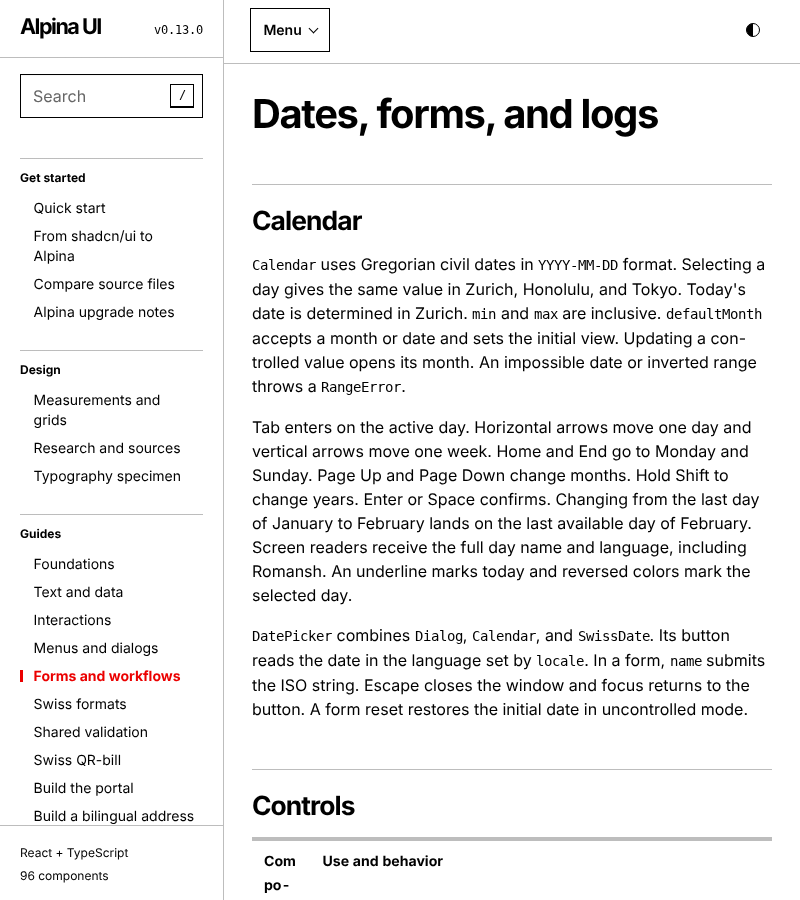 Alpina UI
v0.13.0
Search
/
Get started
Quick start
From shadcn/ui to
Alpina
Compare source files
Alpina upgrade notes
Design
Measurements and
grids
Research and sources
Typography specimen
Guides
Foundations
Text and data
Interactions
Menus and dialogs
Forms and workflows
Swiss formats
Shared validation
Swiss QR-bill
Build the portal
Build a bilingual address
React + TypeScript
96 components
Menu
Dates, forms, and logs
Calendar
Calendar uses Gregorian civil dates in YYYY-MM-DD format. Selecting a
day gives the same value in Zurich, Honolulu, and Tokyo. Today's
date is determined in Zurich. min and max are inclusive. defaultMonth
accepts a month or date and sets the initial view. Updating a con-
trolled value opens its month. An impossible date or inverted range
throws a RangeError.
Tab enters on the active day. Horizontal arrows move one day and
vertical arrows move one week. Home and End go to Monday and
Sunday. Page Up and Page Down change months. Hold Shift to
change years. Enter or Space confirms. Changing from the last day
of January to February lands on the last available day of February.
Screen readers receive the full day name and language, including
Romansh. An underline marks today and reversed colors mark the
selected day.
DatePicker combines Dialog, Calendar, and SwissDate. Its button
reads the date in the language set by locale. In a form, name submits
the ISO string. Escape closes the window and focus returns to the
button. A form reset restores the initial date in uncontrolled mode.
Controls
Com
po-
Use and behavior